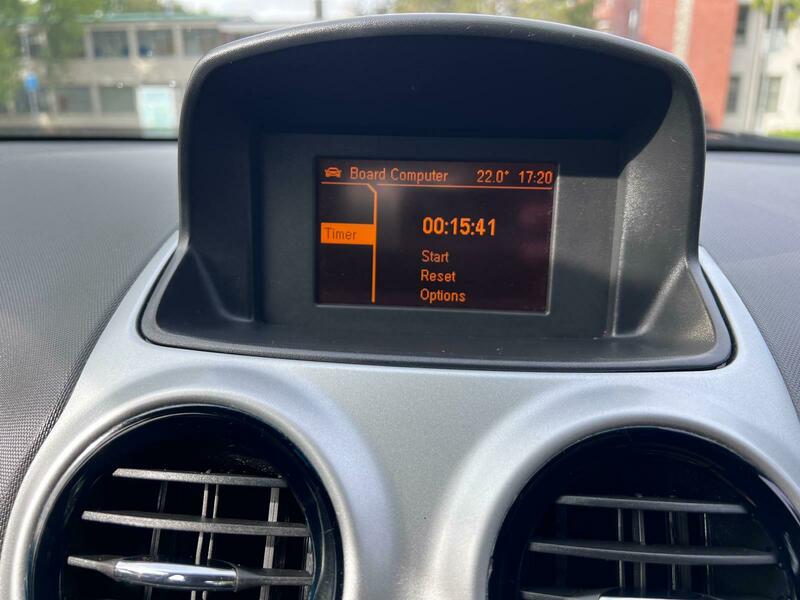 Board Computer 22.0° 17:20
Timer
00:15:41
Start
Reset
Options